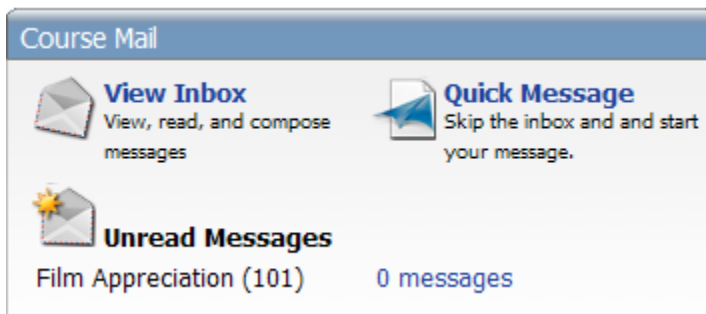 Course Mail
View Inbox
View, read, and compose
messages
Quick Message
Skip the inbox and and start
your message.
Unread Messages
Film Appreciation (101) 0 messages